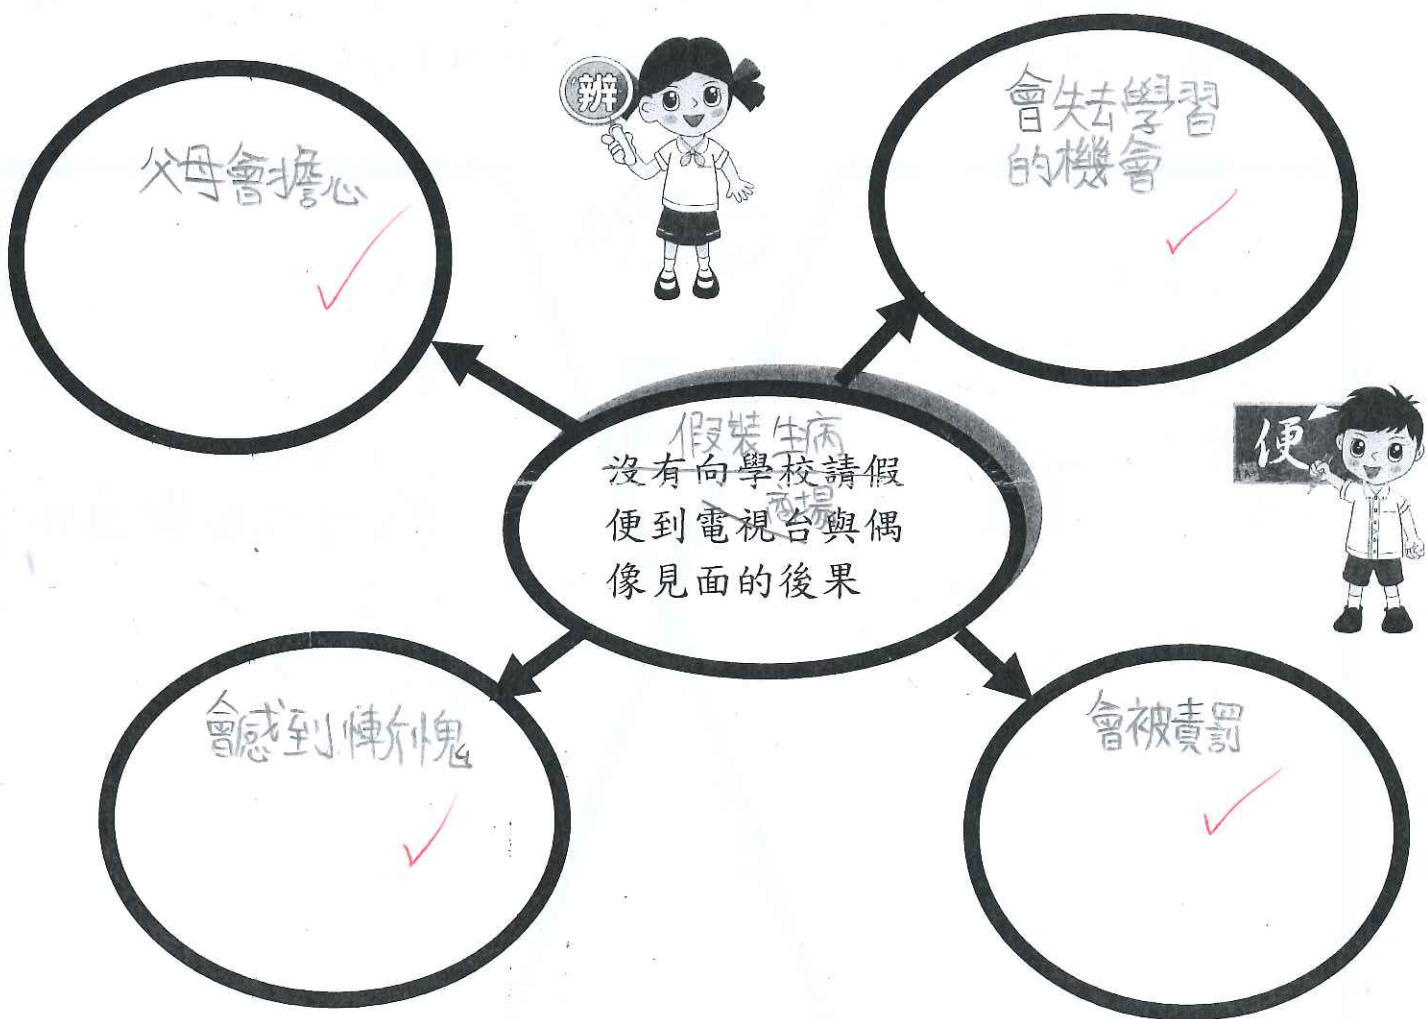 辨
會失去學習
的機會
父母會擔心
便
假裝生病
沒有向學校請假
商場
便到電視台與偶
像見面的後果
會感到慚愧
會被責罰